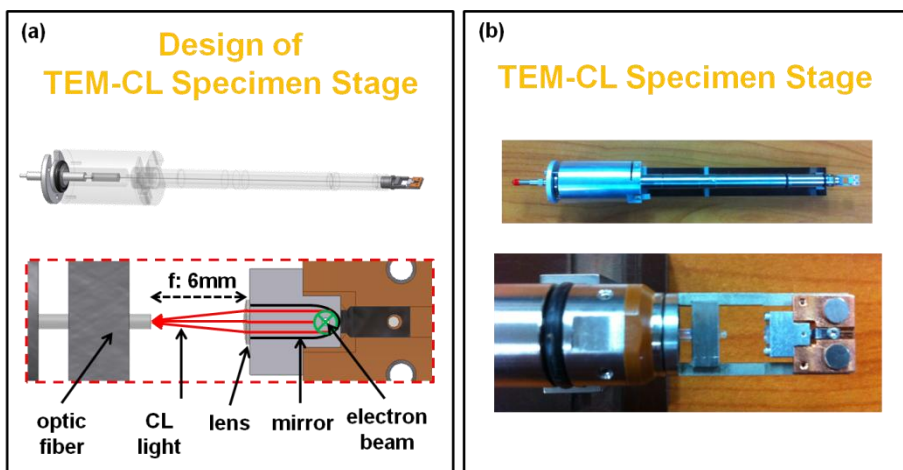 (a)
Design of
TEM-CL Specimen Stage
f: 6mm
optic
fiber
CL
light
lens
mirror
electron
beam
(b)
TEM-CL Specimen Stage